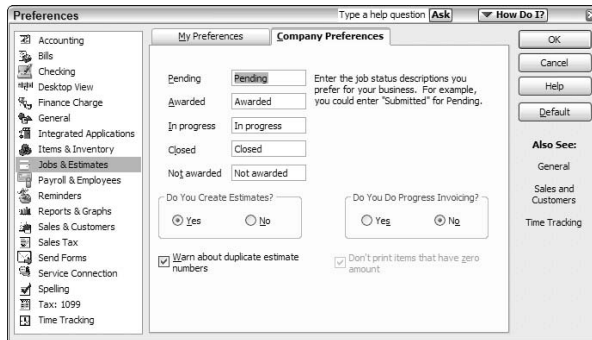 Preferences
Type a help question Ask How Do I?
Accounting
Bills
Checking
Desktop View
Finance Charge
General
Integrated Applications
Items & Inventory
Jobs & Estimates
Payroll & Employees
Reminders
Reports & Graphs
Sales & Customers
Sales Tax
Send Forms
Service Connection
Spelling
Tax: 1099
Time Tracking
My Preferences
Company Preferences
Pending Pending
Awarded Awarded
In progress In progress
Closed Closed
Not awarded Not awarded
Enter the job status descriptions you
prefer for your business. For example,
you could enter "Submitted" for Pending.
Do You Create Estimates?
Yes No
Do You Do Progress Invoicing?
Yes No
Warn about duplicate estimate
numbers
Don't print items that have zero
amount
OK
Cancel
Help
Default
Also See:
General
Sales and
Customers
Time Tracking